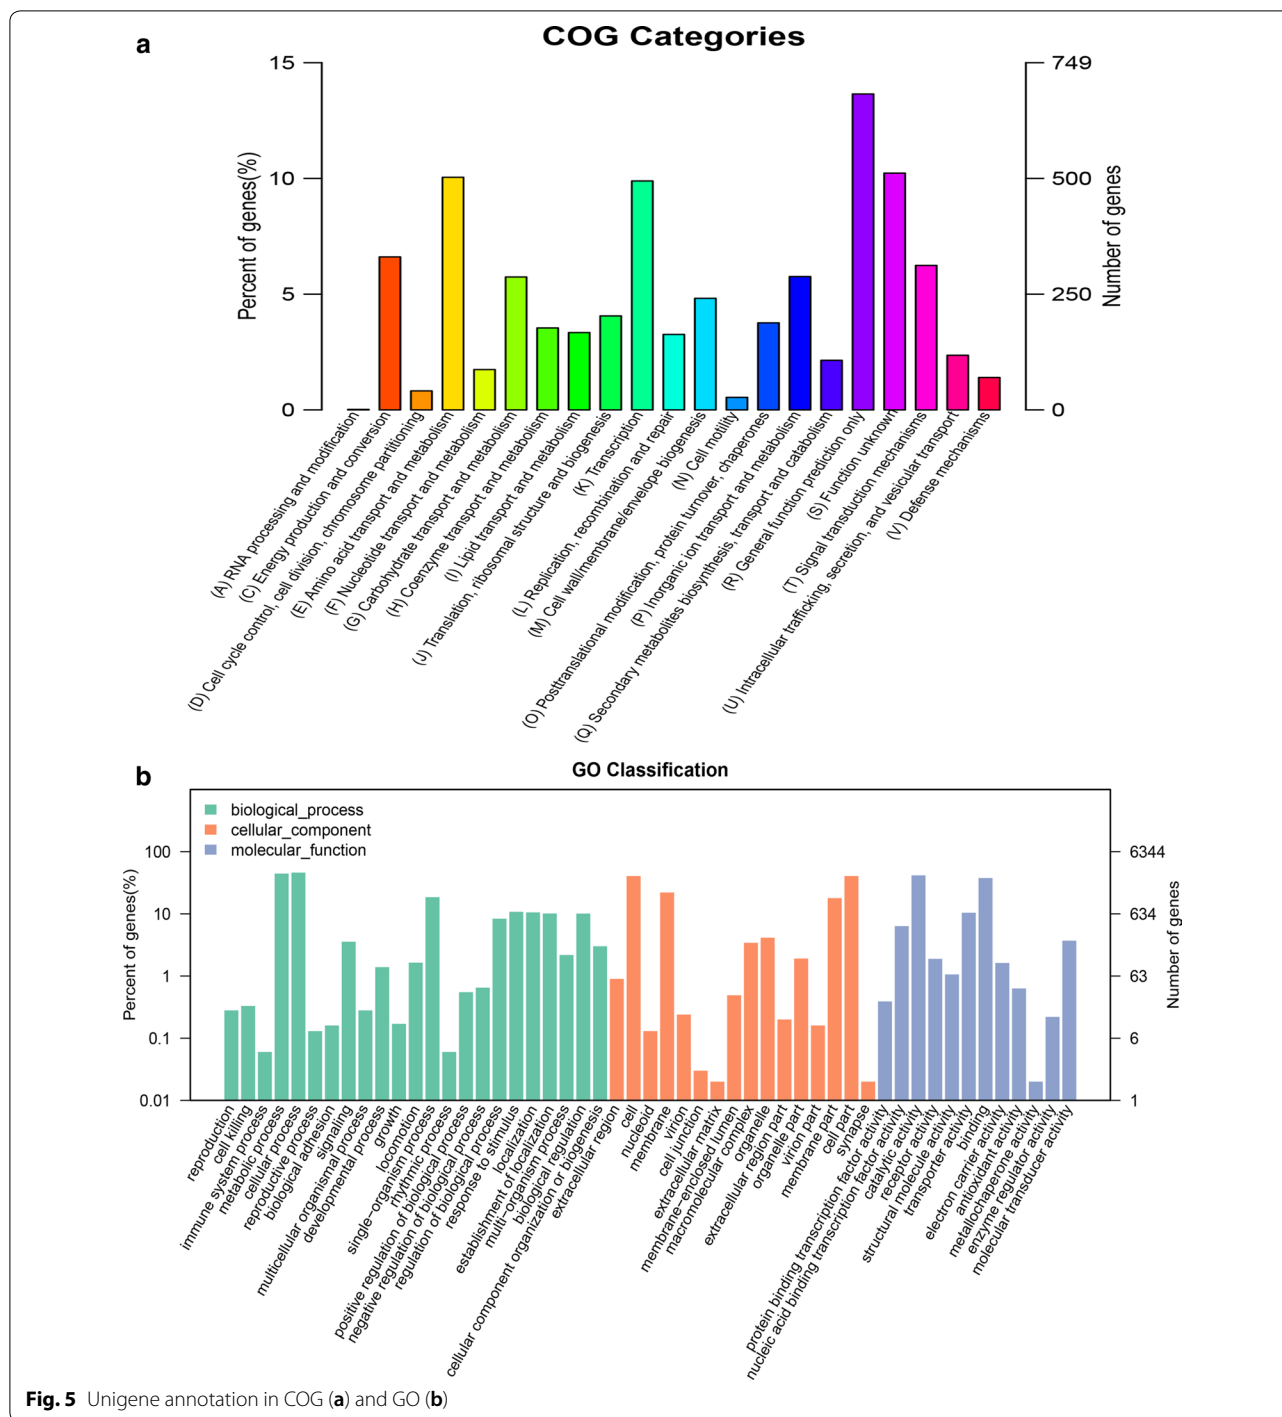 a
COG Categories
15
10
5
0
Percent of genes(%)
749
500
250
0
Number of genes
(A) RNA processing and modification
(C) Energy production and conversion
(D) Cell cycle control, cell division, chromosome partitioning
(E) Amino acid transport and metabolism
(F) Nucleotide transport and metabolism
(G) Carbohydrate transport and metabolism
(H) Coenzyme transport and metabolism
(I) Lipid transport and metabolism
(J) Translation, ribosomal structure and biogenesis
(K) Transcription
(L) Replication, recombination and repair
(M) Cell wall/membrane/envelope biogenesis
(N) Cell motility
(O) Posttranslational modification, protein turnover, chaperones
(P) Inorganic ion transport and metabolism
(Q) Secondary metabolites biosynthesis, transport and catabolism
(R) General function prediction only
(S) Function unknown
(T) Signal transduction mechanisms
(U) Intracellular trafficking, secretion, and vesicular transport
(V) Defense mechanisms
b
GO Classification
biological_process
cellular_component
molecular_function
100
10
1
0.1
0.01
Percent of genes(%)
6344
634
63
6
1
Number of genes
reproduction
cell killing
immune system process
metabolic process
cellular process
reproductive process
biological adhesion
signaling
multicellular organismal process
developmental process
growth
locomotion
single-organism process
rhythmic process
positive regulation of biological process
negative regulation of biological process
regulation of biological process
response to stimulus
localization
establishment of localization
multi-organism process
biological regulation
cellular component organization or biogenesis
extracellular region
cell
nucleoid
membrane
virion
cell junction
extracellular matrix
membrane-enclosed lumen
macromolecular complex
organelle
extracellular region part
organelle part
virion part
membrane part
cell part
synapse
protein binding transcription factor activity
nucleic acid binding transcription factor activity
catalytic activity
receptor activity
structural molecule activity
transporter activity
binding
electron carrier activity
antioxidant activity
metallochaperone activity
enzyme regulator activity
molecular transducer activity
Fig. 5 Unigene annotation in COG (a) and GO (b)